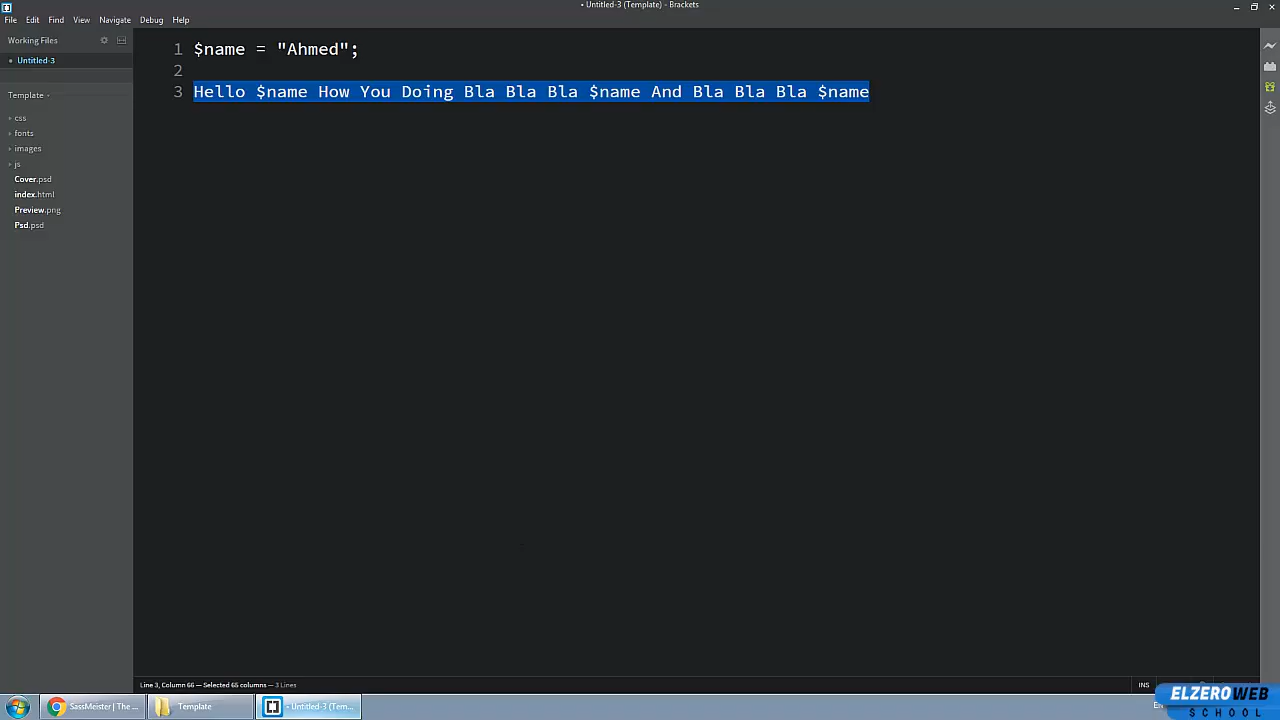 • Untitled-3 (Template) - Brackets
File Edit Find View Navigate Debug Help
Working Files
• Untitled-3
Template
css
fonts
images
js
Cover.psd
index.html
Preview.png
Psd.psd
1 $name = "Ahmed";
2
3 Hello $name How You Doing Bla Bla Bla $name And Bla Bla Bla $name
Line 3, Column 66 — Selected 65 columns — 3 Lines
INS
SassMeister | The ...
Template
• Untitled-3 (Tem...
ELZEROWEB
SCHOOL